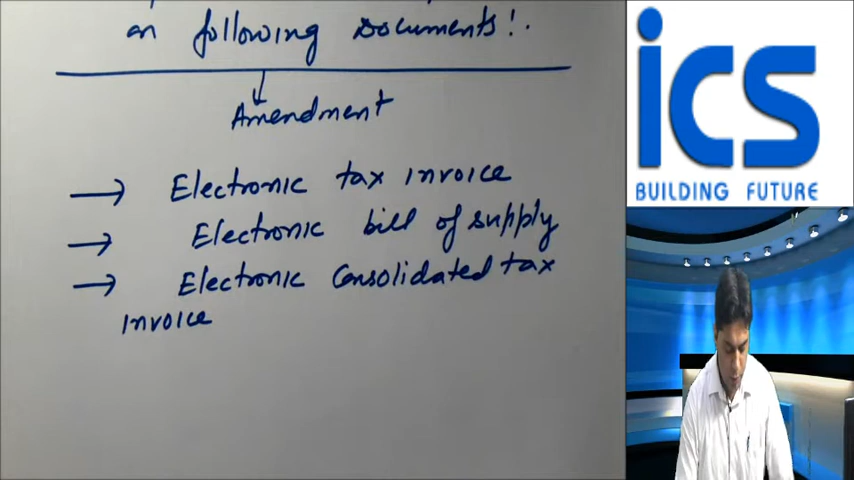 on following Documents!.
Amendment
→ Electronic tax invoice
→ Electronic bill of supply
→ Electronic Consolidated tax
invoice
ICS
BUILDING FUTURE